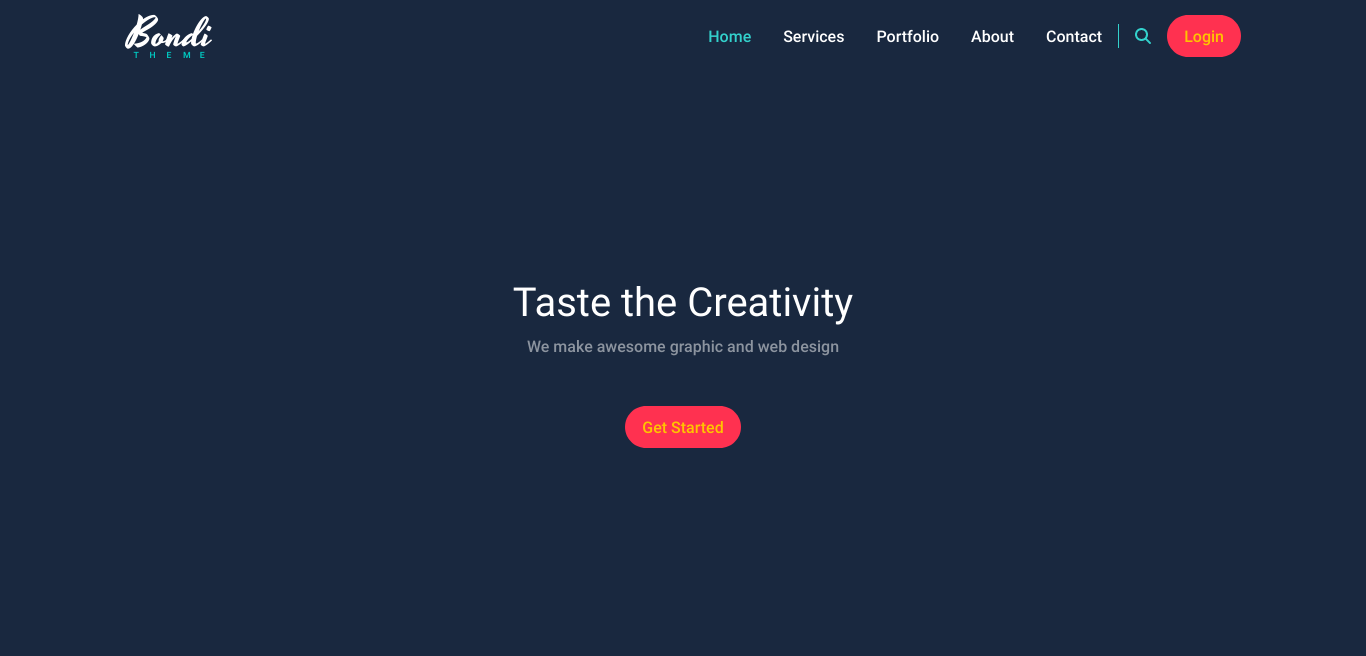 Bondi
THEME
Home Services Portfolio About Contact Login
Taste the Creativity
We make awesome graphic and web design
Get Started